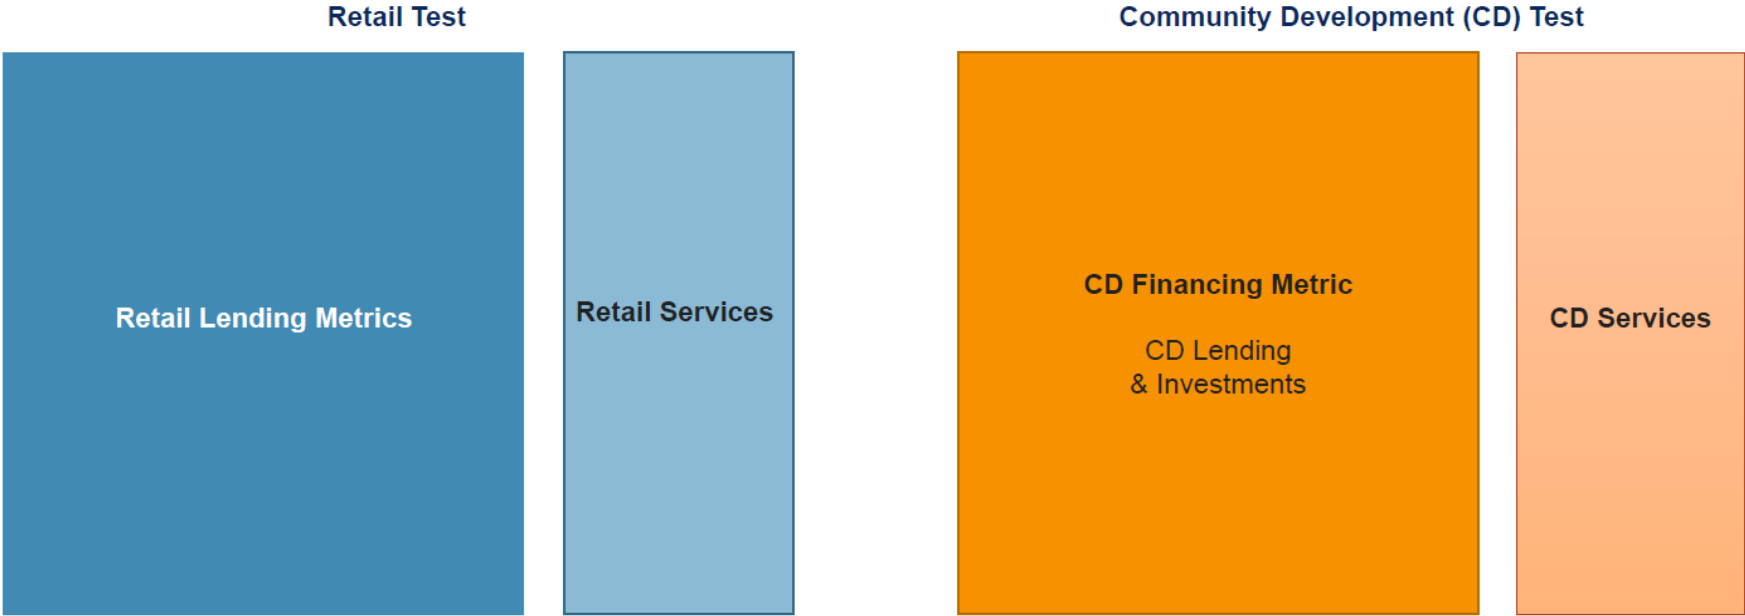 Retail Test
Community Development (CD) Test
Retail Lending Metrics
Retail Services
CD Financing Metric
CD Lending
& Investments
CD Services